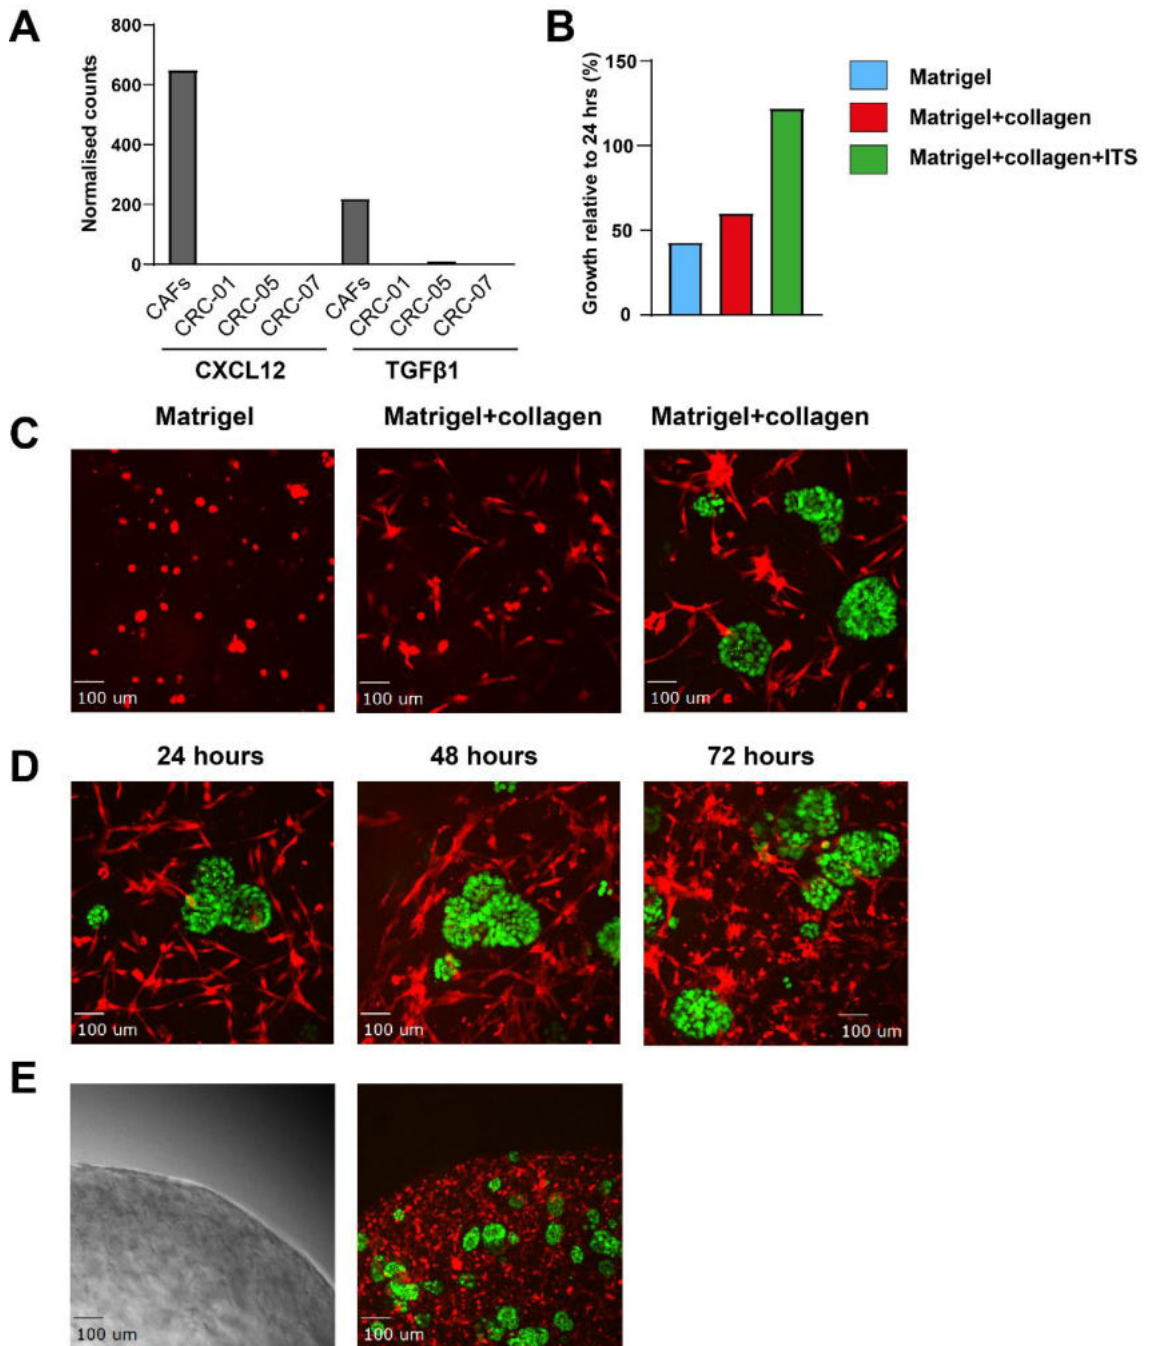 A
Normalised counts
800
600
400
200
0
CAFs
CRC-01
CRC-05
CRC-07
CAFs
CRC-01
CRC-05
CRC-07
CXCL12
TGFβ1
B
Growth relative to 24 hrs (%)
150
100
50
0
Matrigel
Matrigel+collagen
Matrigel+collagen+ITS
C
Matrigel
Matrigel+collagen
Matrigel+collagen
100 um
100 um
100 um
D
24 hours
48 hours
72 hours
100 um
100 um
100 um
E
100 um
100 um